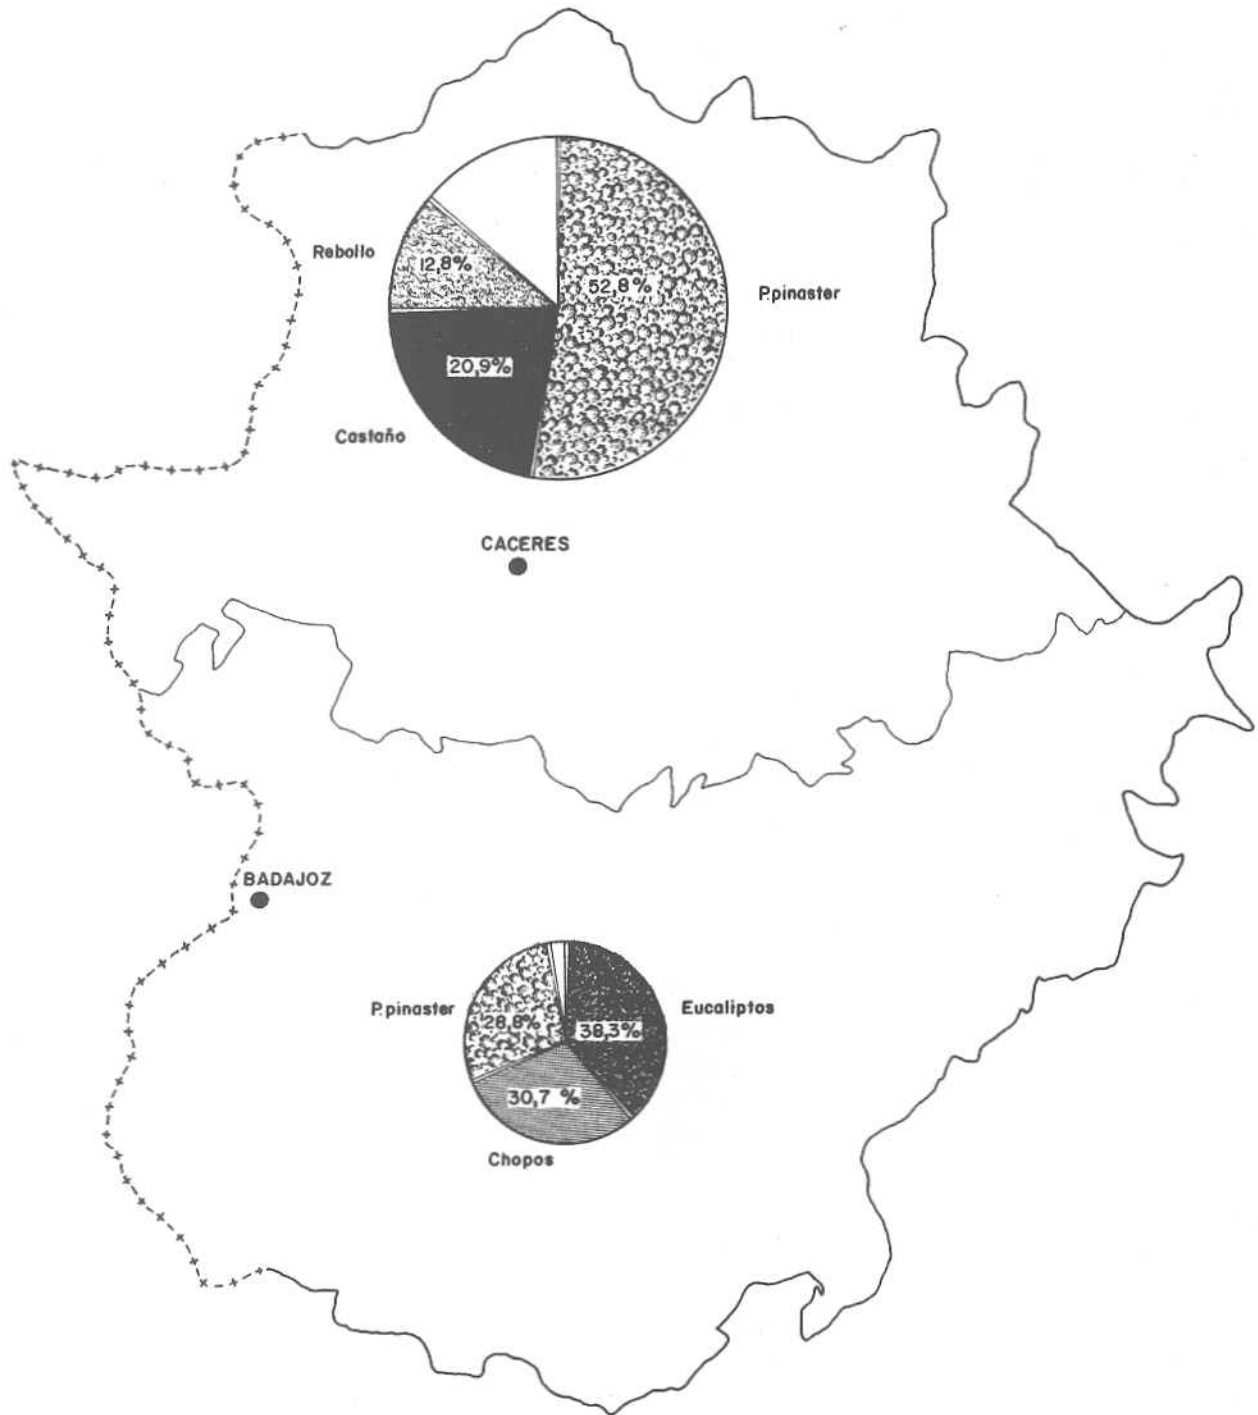 Rebollo
12,8%
52,8%
P.pinaster
20,9%
Castaño
CACERES
BADAJOZ
P.pinaster
28,8%
38,3%
Eucaliptos
30,7 %
Chopos